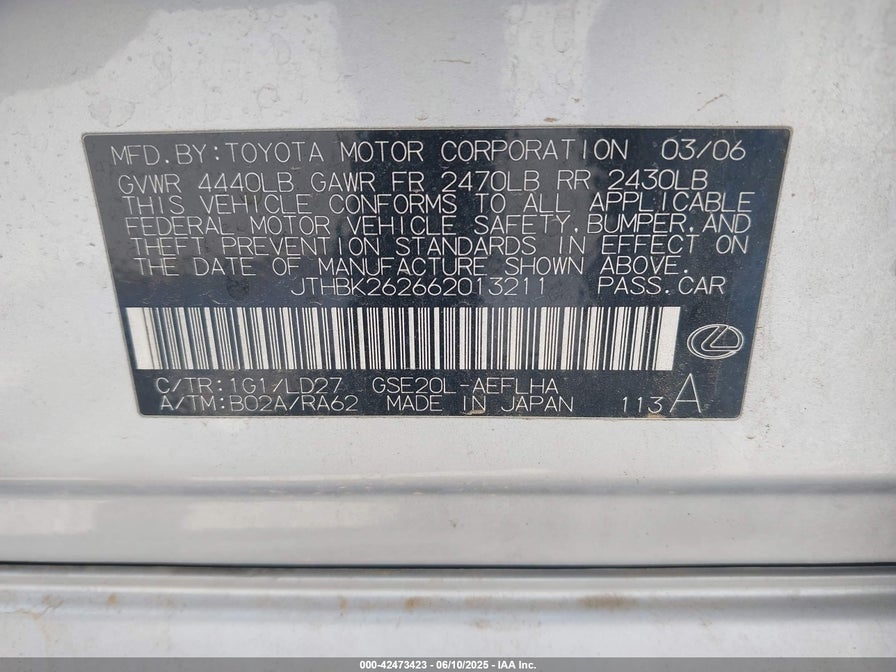 MFD.BY:TOYOTA MOTOR CORPORATION 03/06
GVWR 4440LB GAWR FR 2470LB RR 2430LB
THIS VEHICLE CONFORMS TO ALL APPLICABLE
FEDERAL MOTOR VEHICLE SAFETY,BUMPER,AND
THEFT PREVENTION STANDARDS IN EFFECT ON
THE DATE OF MANUFACTURE SHOWN ABOVE.
JTHBK262662013211 PASS.CAR
C/TR:1G1/LD27 GSE20L-AEFLHA
A/TM:B02A/RA62 MADE IN JAPAN 113 A
000-42473423 - 06/10/2025 - IAA Inc.